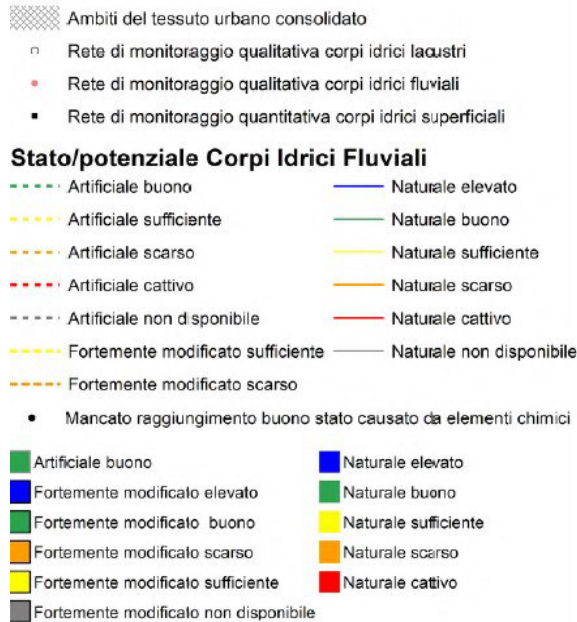 Ambiti del tessuto urbano consolidato
Rete di monitoraggio qualitativa corpi idrici lacustri
Rete di monitoraggio qualitativa corpi idrici fluviali
Rete di monitoraggio quantitativa corpi idrici superficiali
Stato/potenziale Corpi Idrici Fluviali
Artificiale buono
Artificiale sufficiente
Artificiale scarso
Artificiale cattivo
Artificiale non disponibile
Fortemente modificato sufficiente
Fortemente modificato scarso
Naturale elevato
Naturale buono
Naturale sufficiente
Naturale scarso
Naturale cattivo
Naturale non disponibile
Mancato raggiungimento buono stato causato da elementi chimici
Artificiale buono
Fortemente modificato elevato
Fortemente modificato buono
Fortemente modificato scarso
Fortemente modificato sufficiente
Fortemente modificato non disponibile
Naturale elevato
Naturale buono
Naturale sufficiente
Naturale scarso
Naturale cattivo